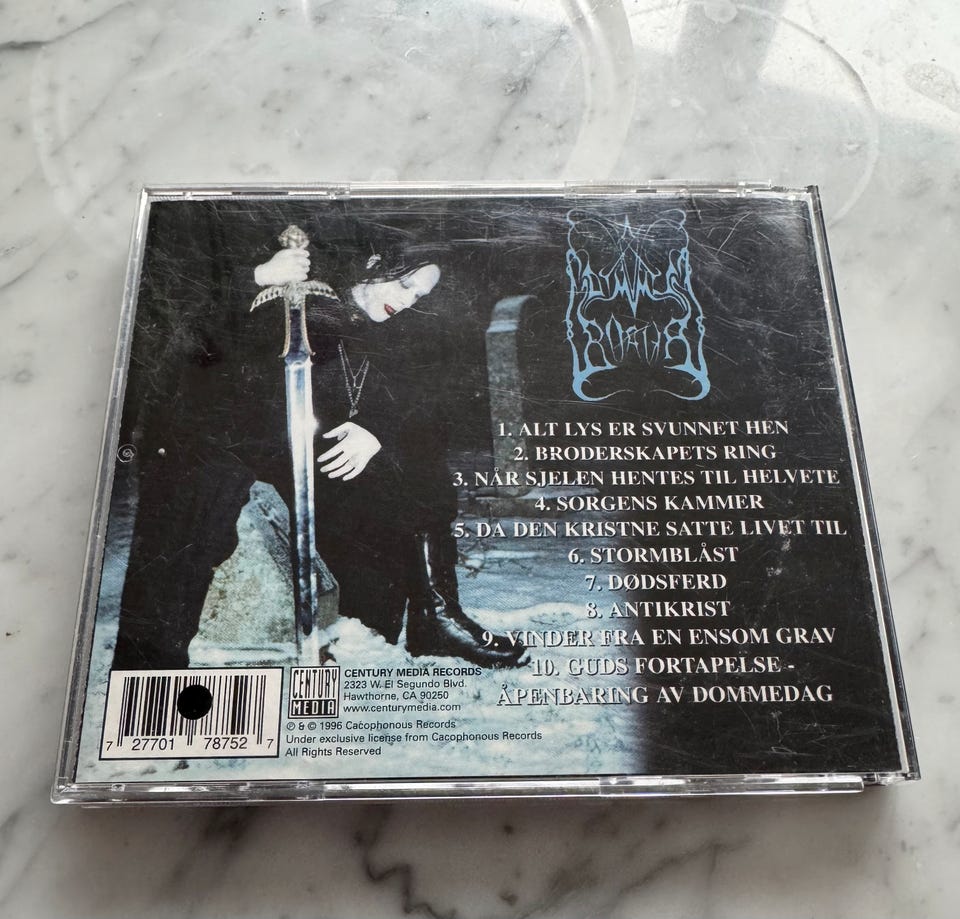 DIMMU
BORGIR
1. ALT LYS ER SVUNNET HEN
2. BRODERSKAPETS RING
3. NÅR SJELEN HENTES TIL HELVETE
4. SORGENS KAMMER
5. DA DEN KRISTNE SATTE LIVET TIL
6. STORMBLÅST
7. DØDSFERD
8. ANTIKRIST
9. VINDER FRA EN ENSOM GRAV
10. GUDS FORTAPELSE -
ÅPENBARING AV DOMMEDAG
CENTURY
MEDIA
CENTURY MEDIA RECORDS
2323 W. El Segundo Blvd.
Hawthorne, CA 90250
www.centurymedia.com
℗ & © 1996 Cacophonous Records
Under exclusive license from Cacophonous Records
All Rights Reserved
7 27701 78752 7